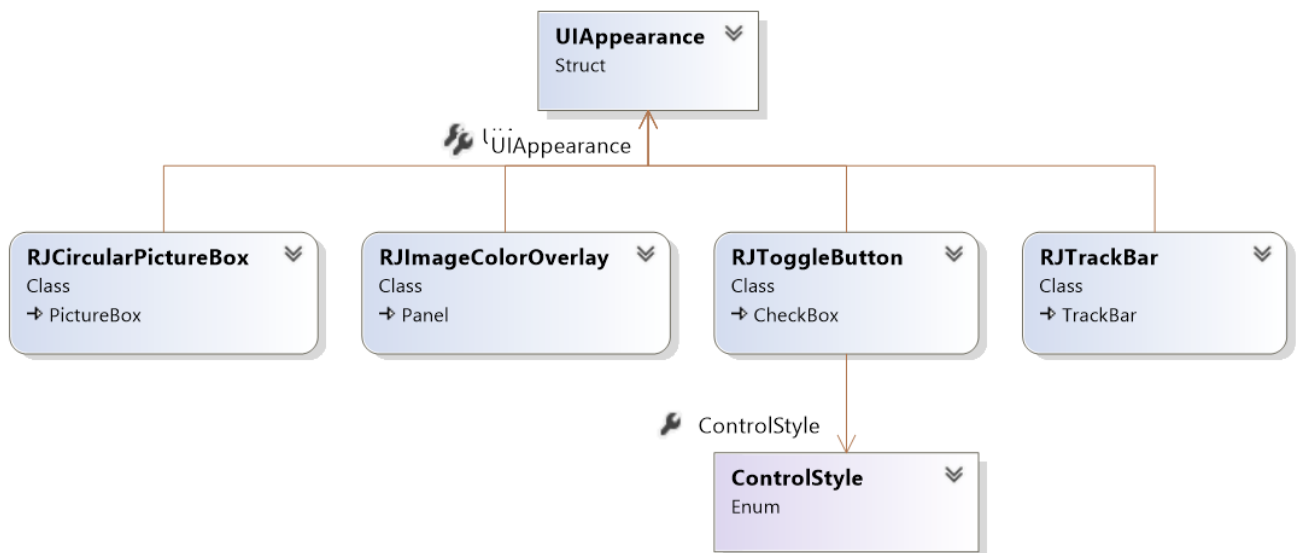 UIAppearance
Struct
UIAppearance
RJCircularPictureBox
Class
PictureBox
RJImageColorOverlay
Class
Panel
RJToggleButton
Class
CheckBox
RJTrackBar
Class
TrackBar
ControlStyle
ControlStyle
Enum